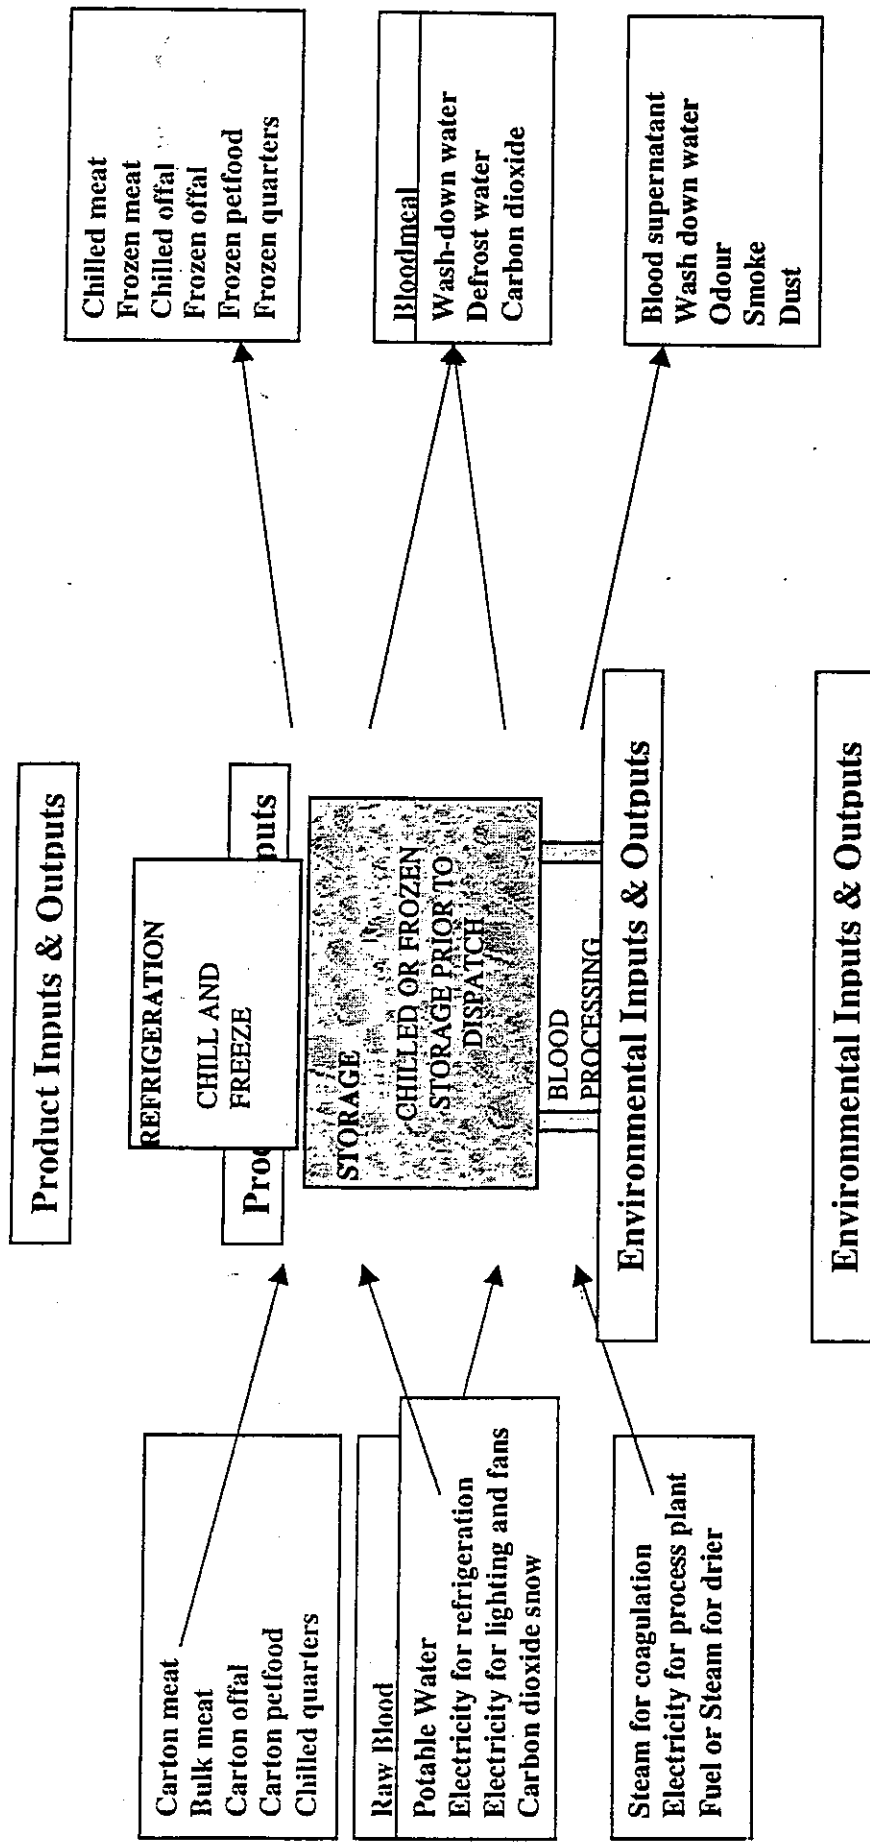 Product Inputs & Outputs
Carton meat
Bulk meat
Carton offal
Carton petfood
Chilled quarters
REFRIGERATION
CHILL AND
FREEZE
Chilled meat
Frozen meat
Chilled offal
Frozen offal
Frozen petfood
Frozen quarters
Raw Blood
Potable Water
Electricity for refrigeration
Electricity for lighting and fans
Carbon dioxide snow
STORAGE
CHILLED OR FROZEN
STORAGE PRIOR TO
DISPATCH
Bloodmeal
Wash-down water
Defrost water
Carbon dioxide
Steam for coagulation
Electricity for process plant
Fuel or Steam for drier
BLOOD
PROCESSING
Environmental Inputs & Outputs
Blood supernatant
Wash down water
Odour
Smoke
Dust
Environmental Inputs & Outputs